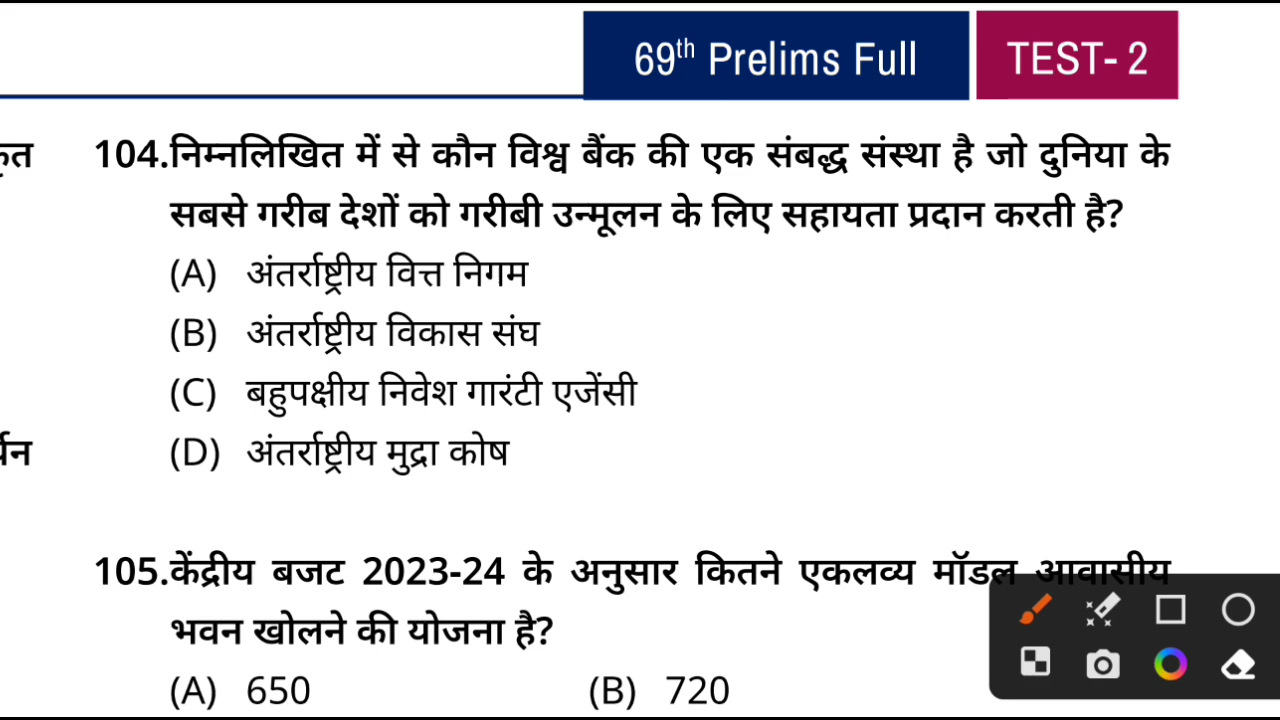 69th Prelims Full TEST- 2
104.निम्नलिखित में से कौन विश्व बैंक की एक संबद्ध संस्था है जो दुनिया के
सबसे गरीब देशों को गरीबी उन्मूलन के लिए सहायता प्रदान करती है?
(A) अंतर्राष्ट्रीय वित्त निगम
(B) अंतर्राष्ट्रीय विकास संघ
(C) बहुपक्षीय निवेश गारंटी एजेंसी
(D) अंतर्राष्ट्रीय मुद्रा कोष
105.केंद्रीय बजट 2023-24 के अनुसार कितने एकलव्य मॉडल आवासीय
भवन खोलने की योजना है?
(A) 650 (B) 720